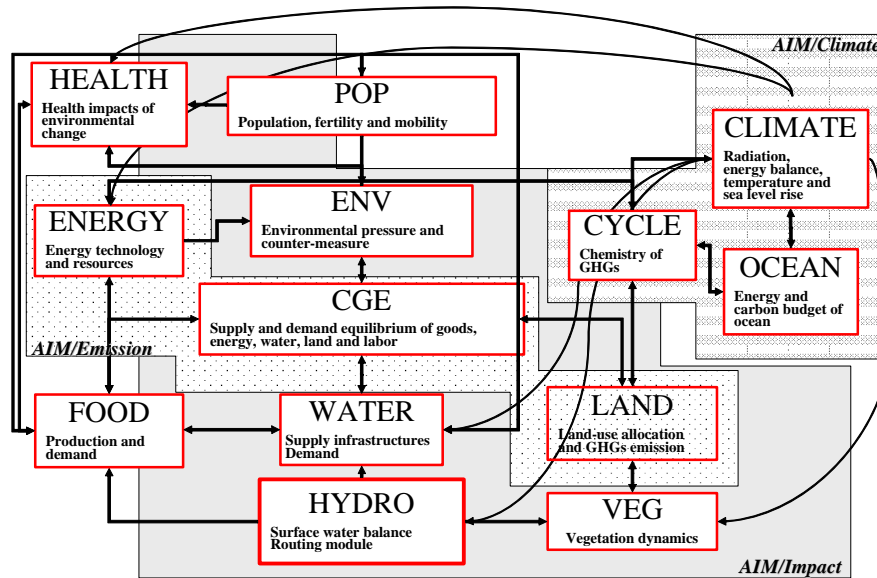 AIM/Climate
HEALTH
Health impacts of
environmental
change
POP
Population, fertility and mobility
CLIMATE
Radiation,
energy balance,
temperature and
sea level rise
ENERGY
Energy technology
and resources
ENV
Environmental pressure and
counter-measure
CYCLE
Chemistry of
GHGs
OCEAN
Energy and
carbon budget of
ocean
CGE
Supply and demand equilibrium of goods,
energy, water, land and labor
AIM/Emission
FOOD
Production and
demand
WATER
Supply infrastructures
Demand
LAND
Land-use allocation
and GHGs emission
HYDRO
Surface water balance
Routing module
VEG
Vegetation dynamics
AIM/Impact